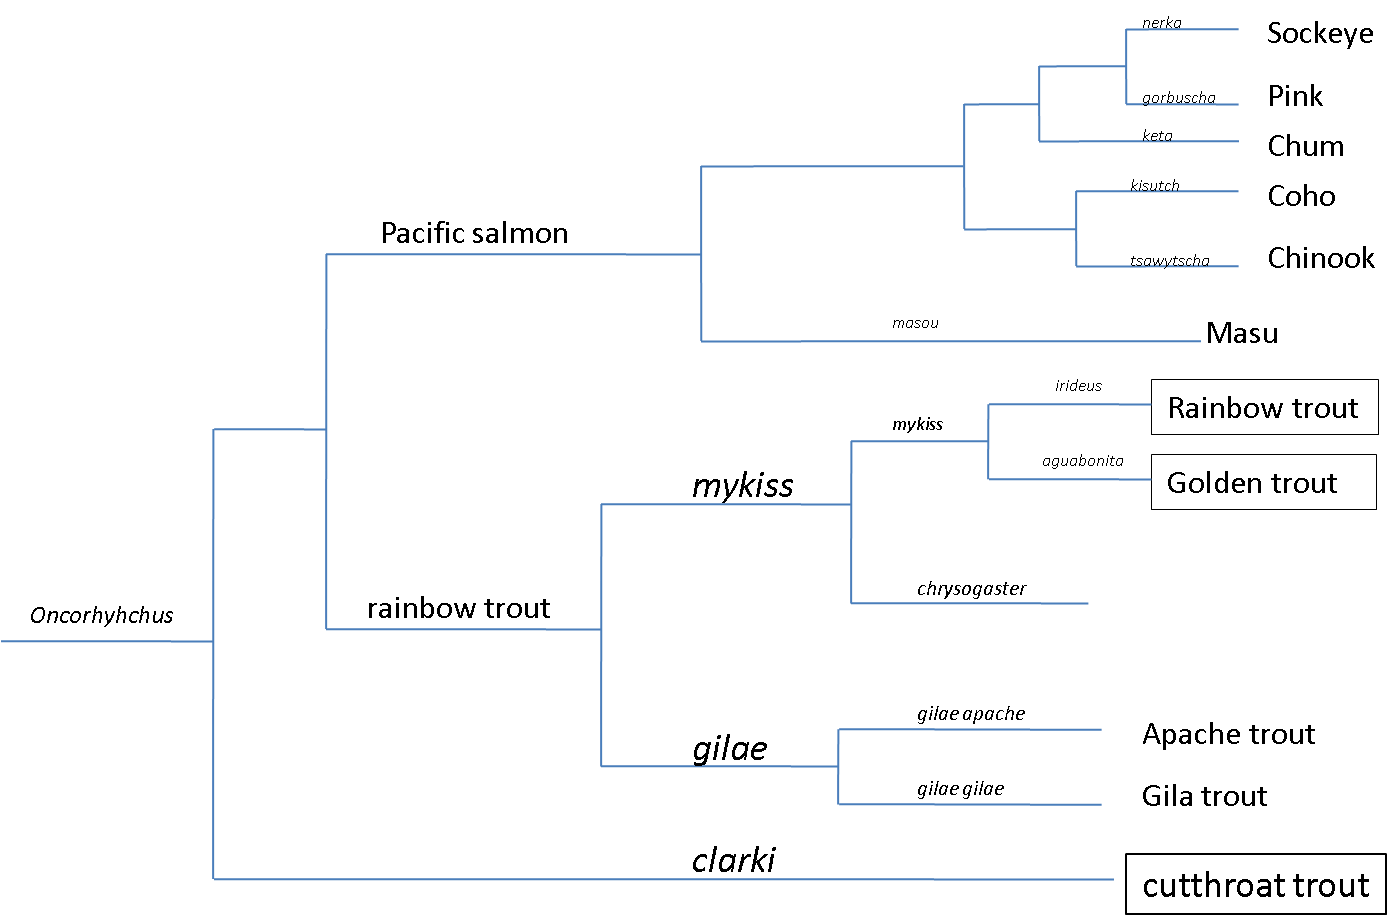 nerka
Sockeye
gorbuscha
Pink
keta
Chum
kisutch
Coho
Pacific salmon
tsawytscha
Chinook
masou
Masu
irideus
Rainbow trout
mykiss
aguabonita
Golden trout
mykiss
chrysogaster
rainbow trout
Oncorhyhchus
gilae apache
Apache trout
gilae
gilae gilae
Gila trout
clarki
cutthroat trout